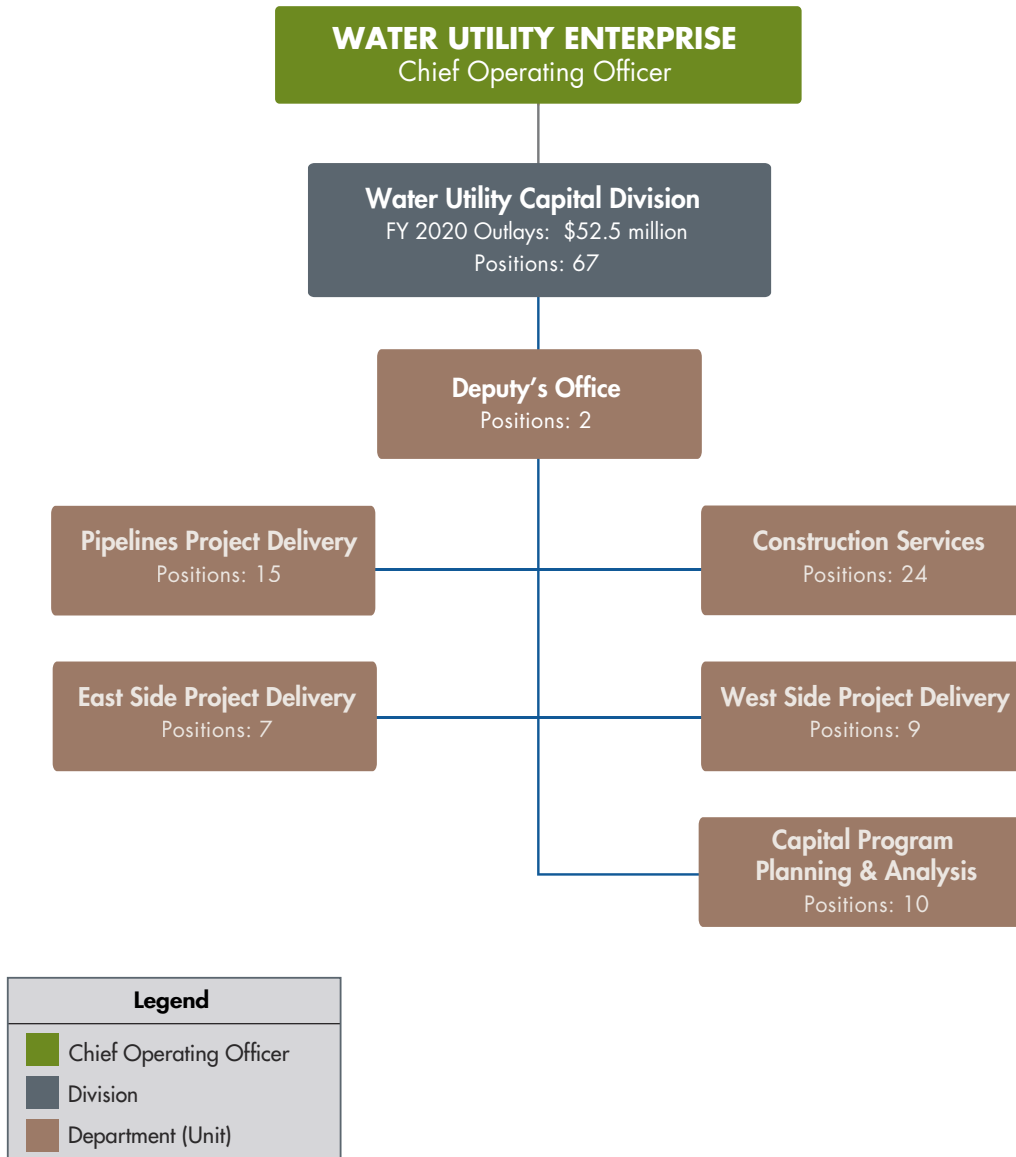 WATER UTILITY ENTERPRISE
Chief Operating Officer
Water Utility Capital Division
FY 2020 Outlays: $52.5 million
Positions: 67
Deputy’s Office
Positions: 2
Pipelines Project Delivery
Positions: 15
Construction Services
Positions: 24
East Side Project Delivery
Positions: 7
West Side Project Delivery
Positions: 9
Capital Program
Planning & Analysis
Positions: 10
Legend
Chief Operating Officer
Division
Department (Unit)